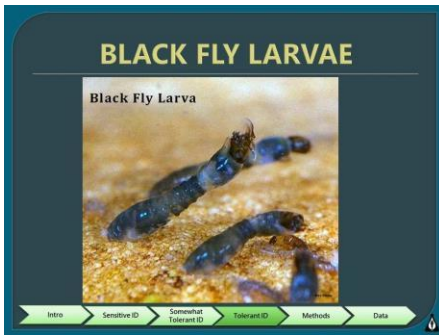 BLACK FLY LARVAE
Black Fly Larva
Intro
Sensitive ID
Somewhat
Tolerant ID
Tolerant ID
Methods
Data